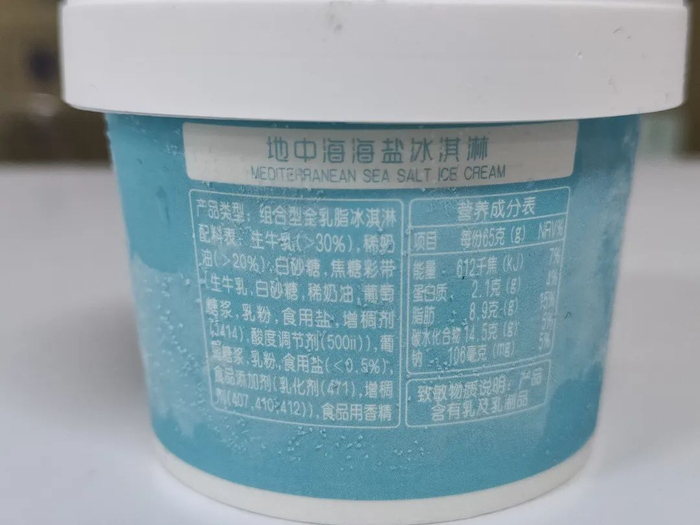 地中海海盐冰淇淋
MEDITERRANEAN SEA SALT ICE CREAM
产品类型: 组合型全乳脂冰淇淋
配料表: 生牛乳(>30%),稀奶
油(>20%),白砂糖,焦糖彩带
(生牛乳,白砂糖,稀奶油,葡萄
糖浆,乳粉,食用盐,增稠剂
(1414),酸度调节剂(500ii)),葡
萄糖浆,乳粉,食用盐(<0.5%),
食品添加剂(乳化剂(471),增稠
剂(407,410,412)),食品用香精
营养成分表
项目 每份65克(g) NRV%
能量 612千焦(KJ) 7%
蛋白质 2.1克(g)
脂肪 8.9克(g) 15%
碳水化合物 14.5克(g) 5%
钠 106毫克(mg) 5%
致敏物质说明: 产品
含有乳及乳制品